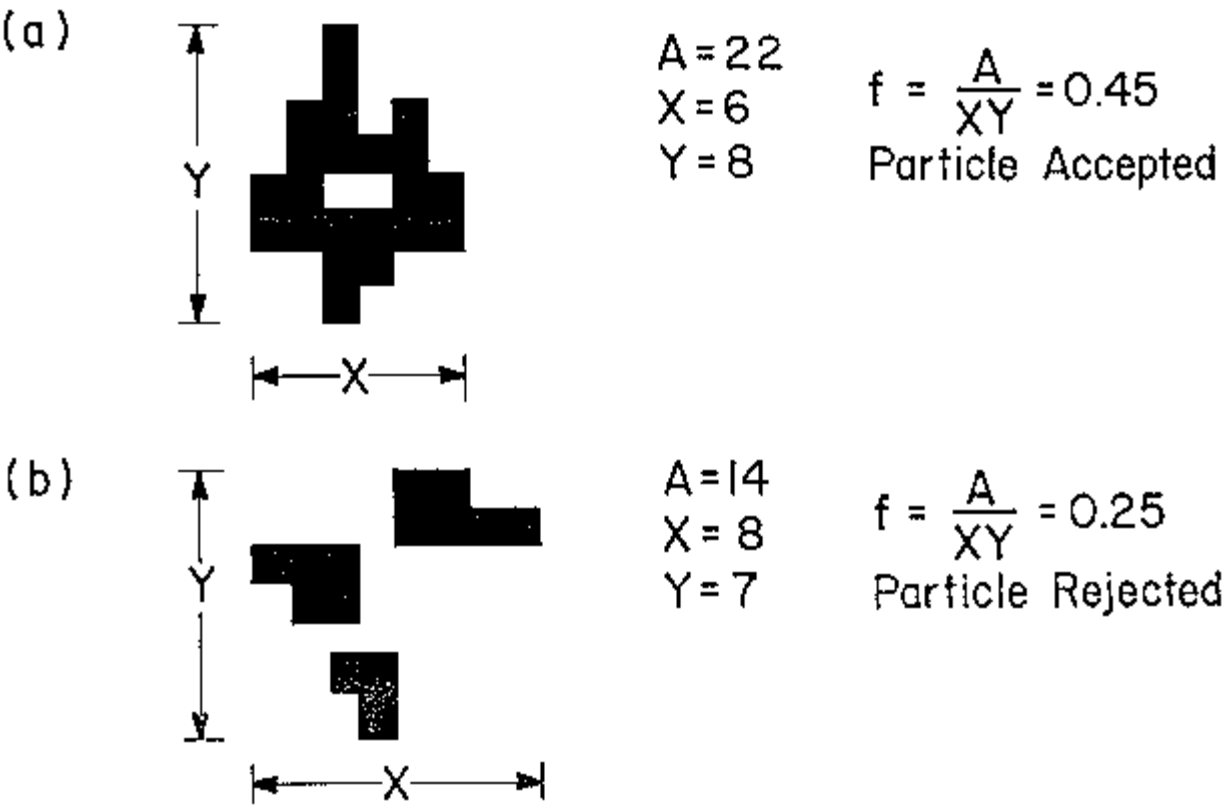 (a)
Y
X
A=22
X=6
Y=8
f = A/XY = 0.45
Particle Accepted
(b)
Y
X
A=14
X=8
Y=7
f = A/XY = 0.25
Particle Rejected